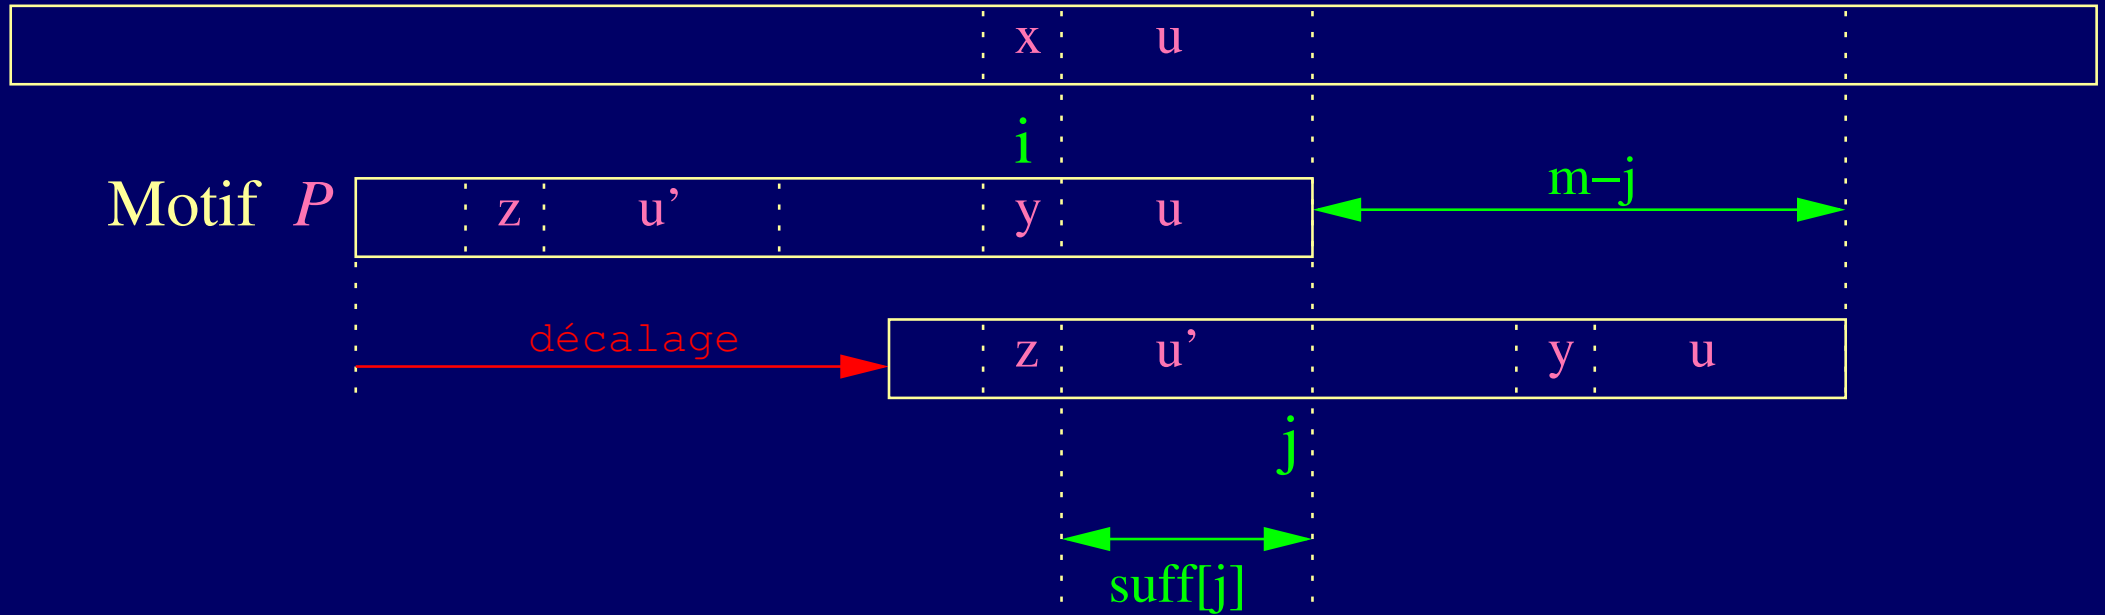 x u
i
m–j
Motif P z u’ y u
décalage
z u’ y u
j
suff[j]